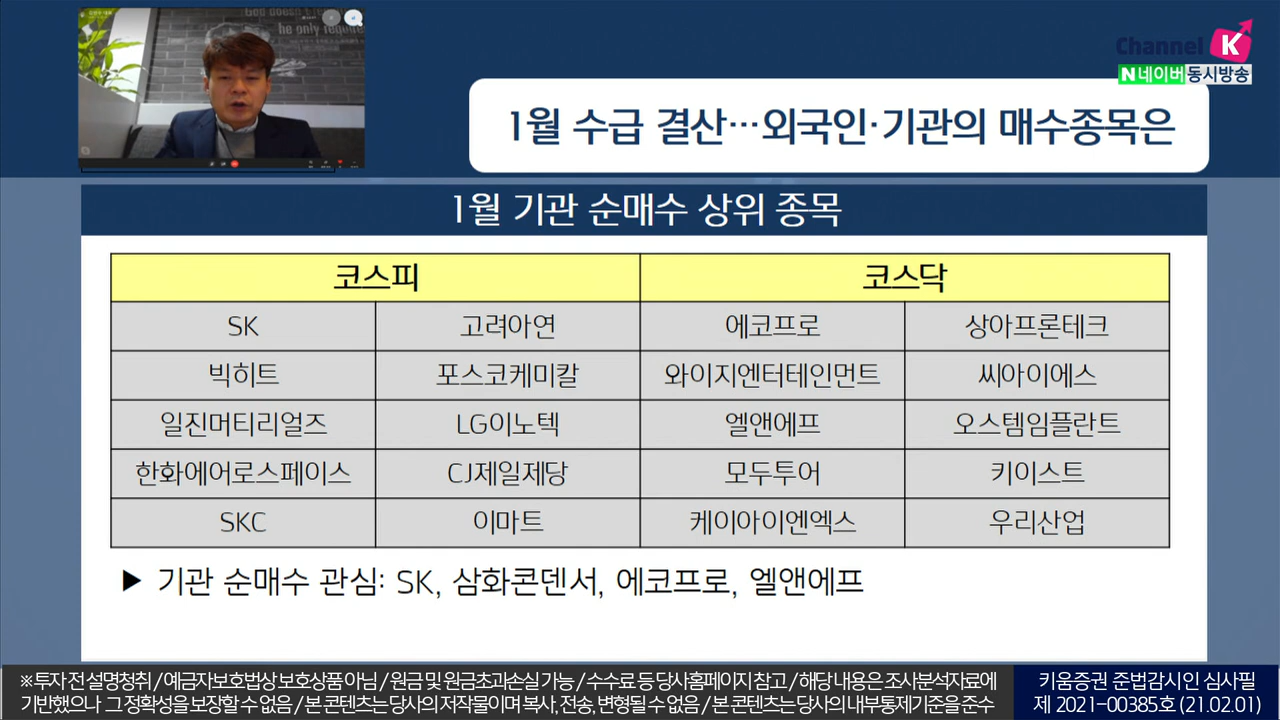 God doesn't require
he only require
Channel K
N 네이버 동시방송
1월 수급 결산…외국인·기관의 매수종목은
1월 기관 순매수 상위 종목
코스피 코스닥
SK 고려아연 에코프로 상아프론테크
빅히트 포스코케미칼 와이지엔터테인먼트 씨아이에스
일진머티리얼즈 LG이노텍 엘앤에프 오스템임플란트
한화에어로스페이스 CJ제일제당 모두투어 키이스트
SKC 이마트 케이아이엔엑스 우리산업
▶ 기관 순매수 관심: SK, 삼화콘덴서, 에코프로, 엘앤에프
※ 투자 전 설명청취 / 예금자보호법상 보호상품 아님 / 원금 및 원금초과손실 가능 / 수수료 등 당사홈페이지 참고 / 해당 내용은 조사분석자료에
기반했으나 그 정확성을 보장할 수 없음 / 본 콘텐츠는 당사의 저작물이며 복사, 전송, 변형될 수 없음 / 본 콘텐츠는 당사의 내부통제기준을 준수
키움증권 준법감시인 심사필
제 2021-00385호 (21.02.01)